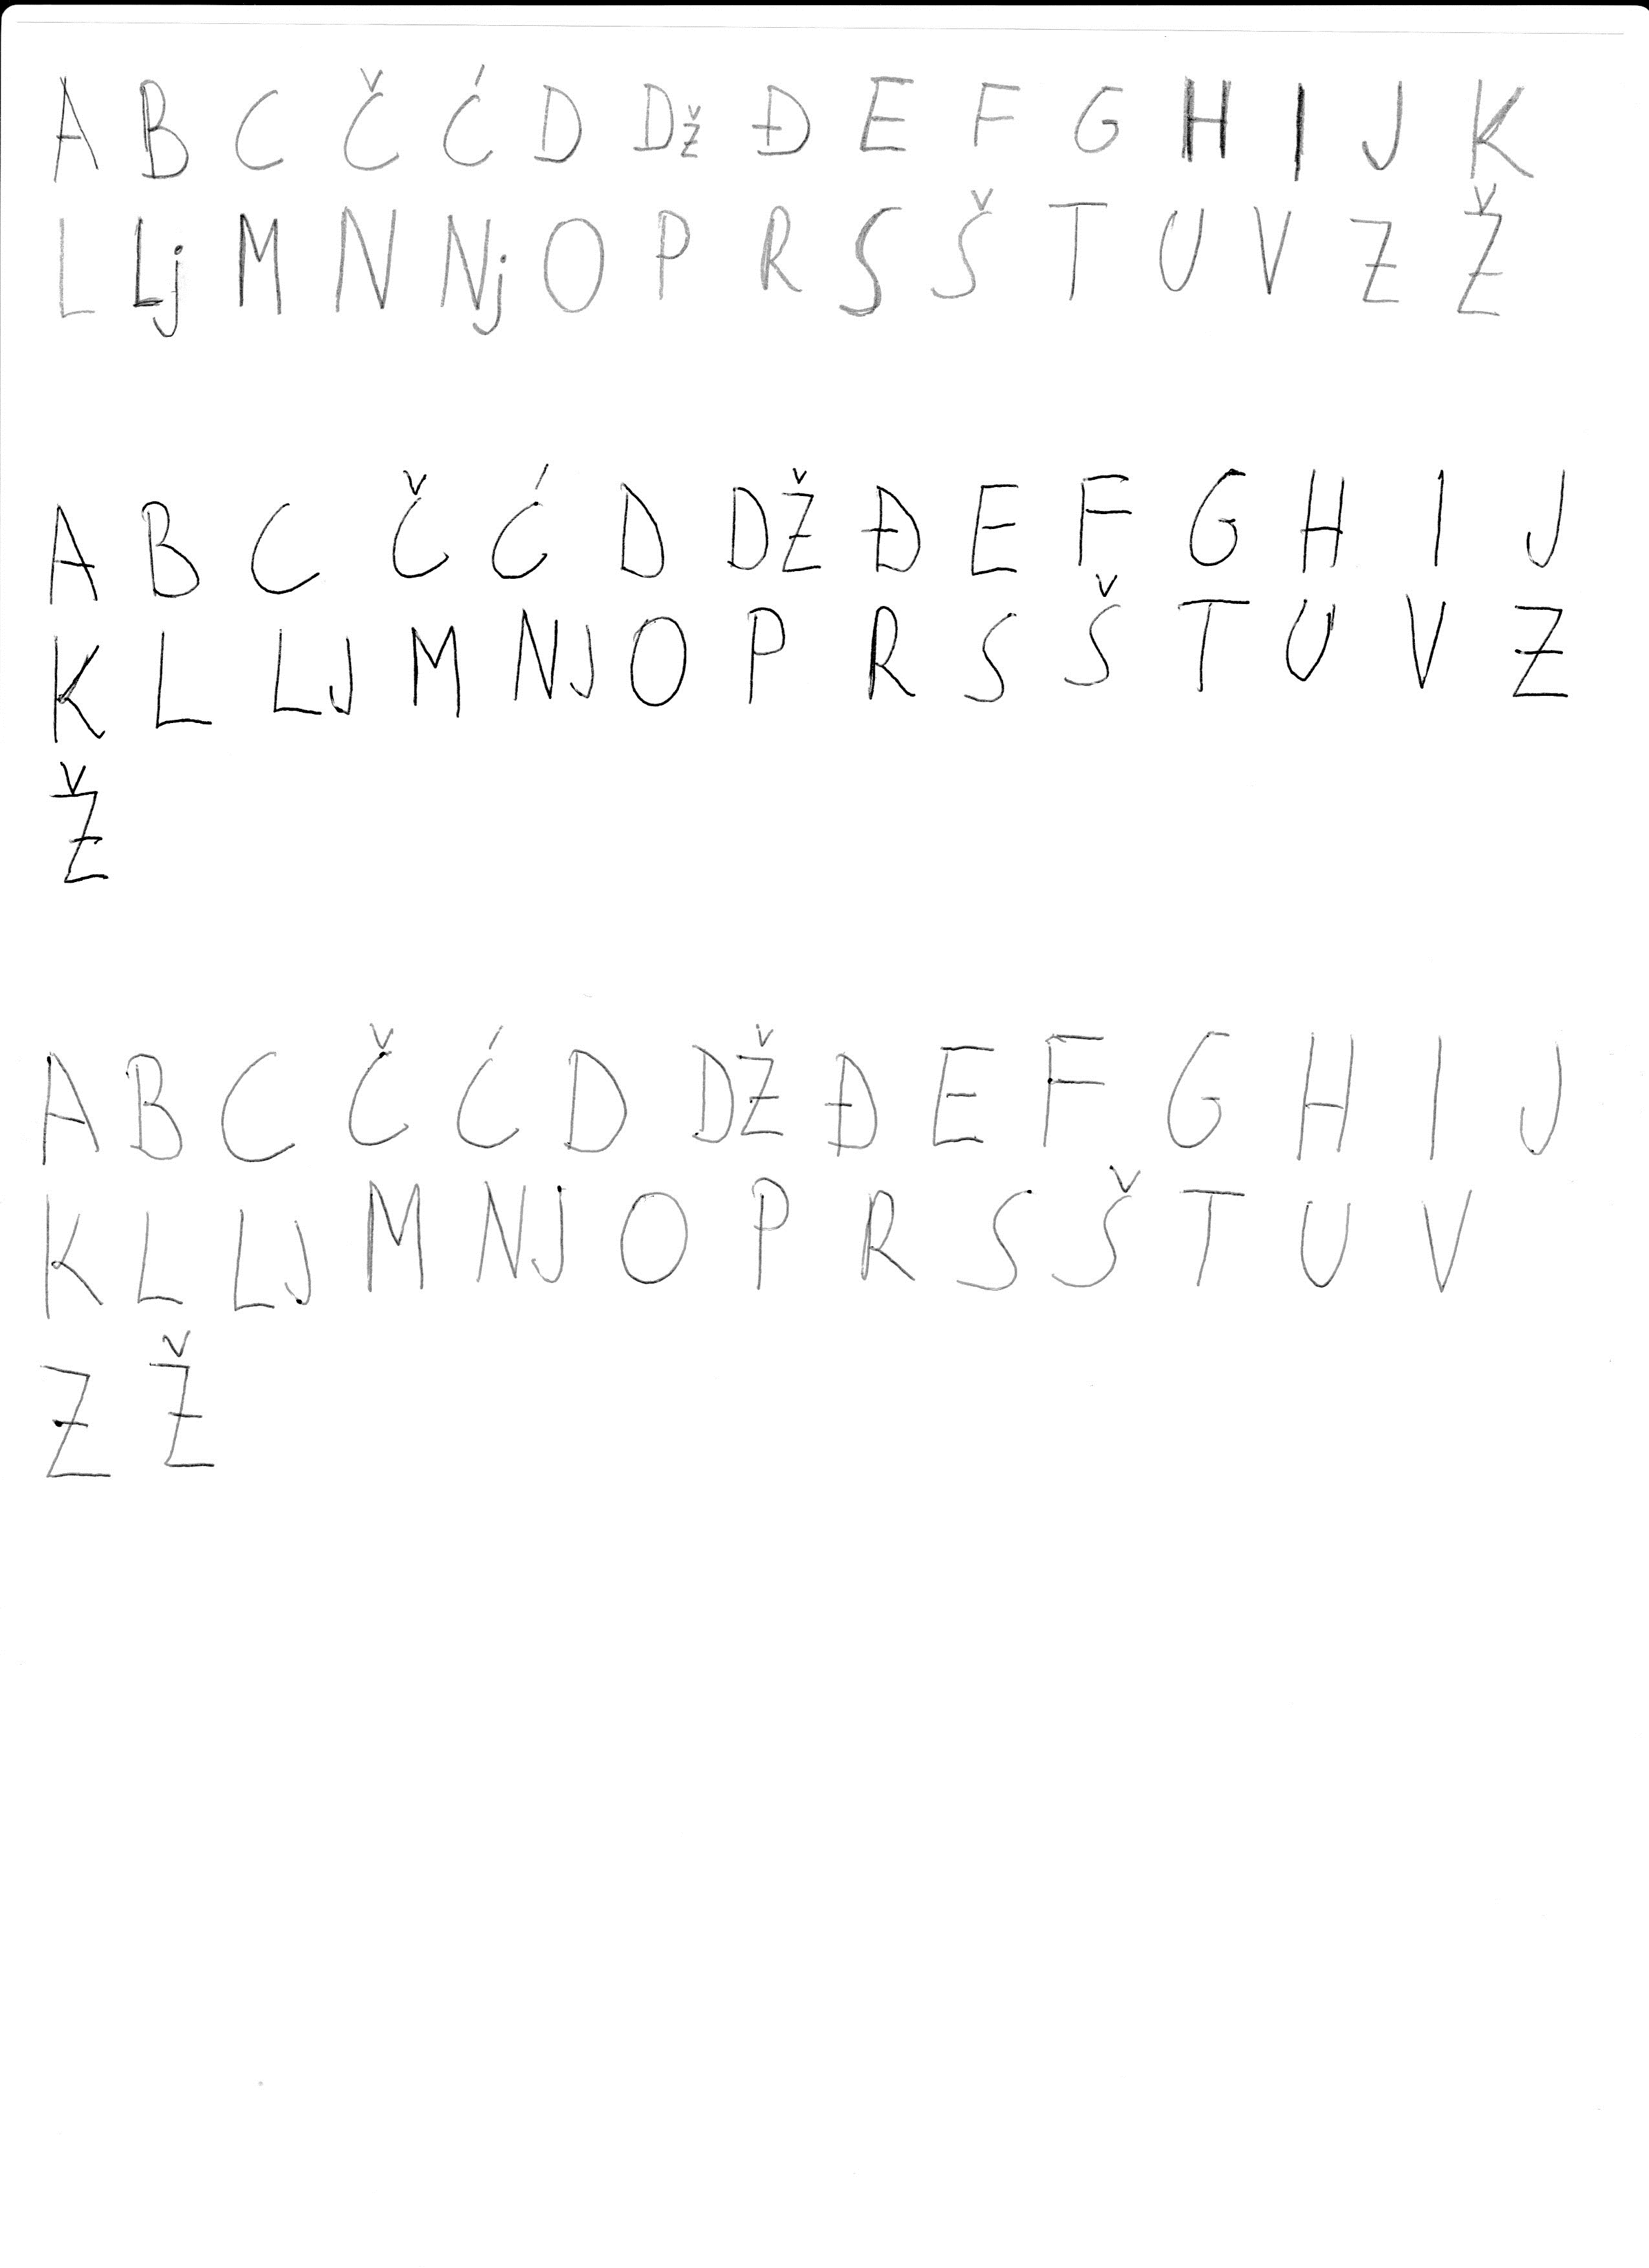 A B C Č Ć D Dž Đ E F G H I J K
L Lj M N Nj O P R S Š T U V Z Ž
A B C Č Ć D DŽ Đ E F G H I J
K L LJ M NJ O P R S Š T U V Z
Ž
A B C Č Ć D DŽ Đ E F G H I J
K L LJ M NJ O P R S Š T U V
Z Ž